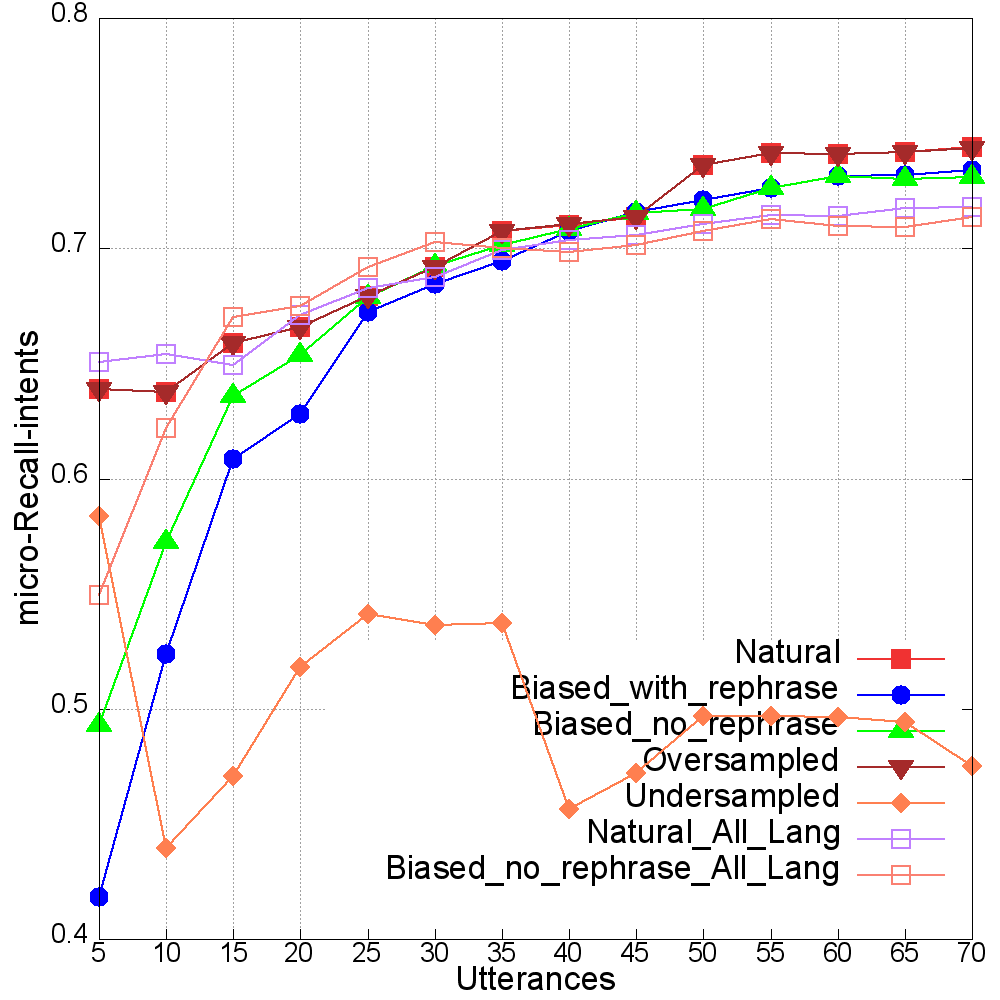 0.8
0.7
0.6
0.5
0.4
micro-Recall-intents
Natural
Biased_with_rephrase
Biased_no_rephrase
Oversampled
Undersampled
Natural_All_Lang
Biased_no_rephrase_All_Lang
5 10 15 20 25 30 35 40 45 50 55 60 65 70
Utterances